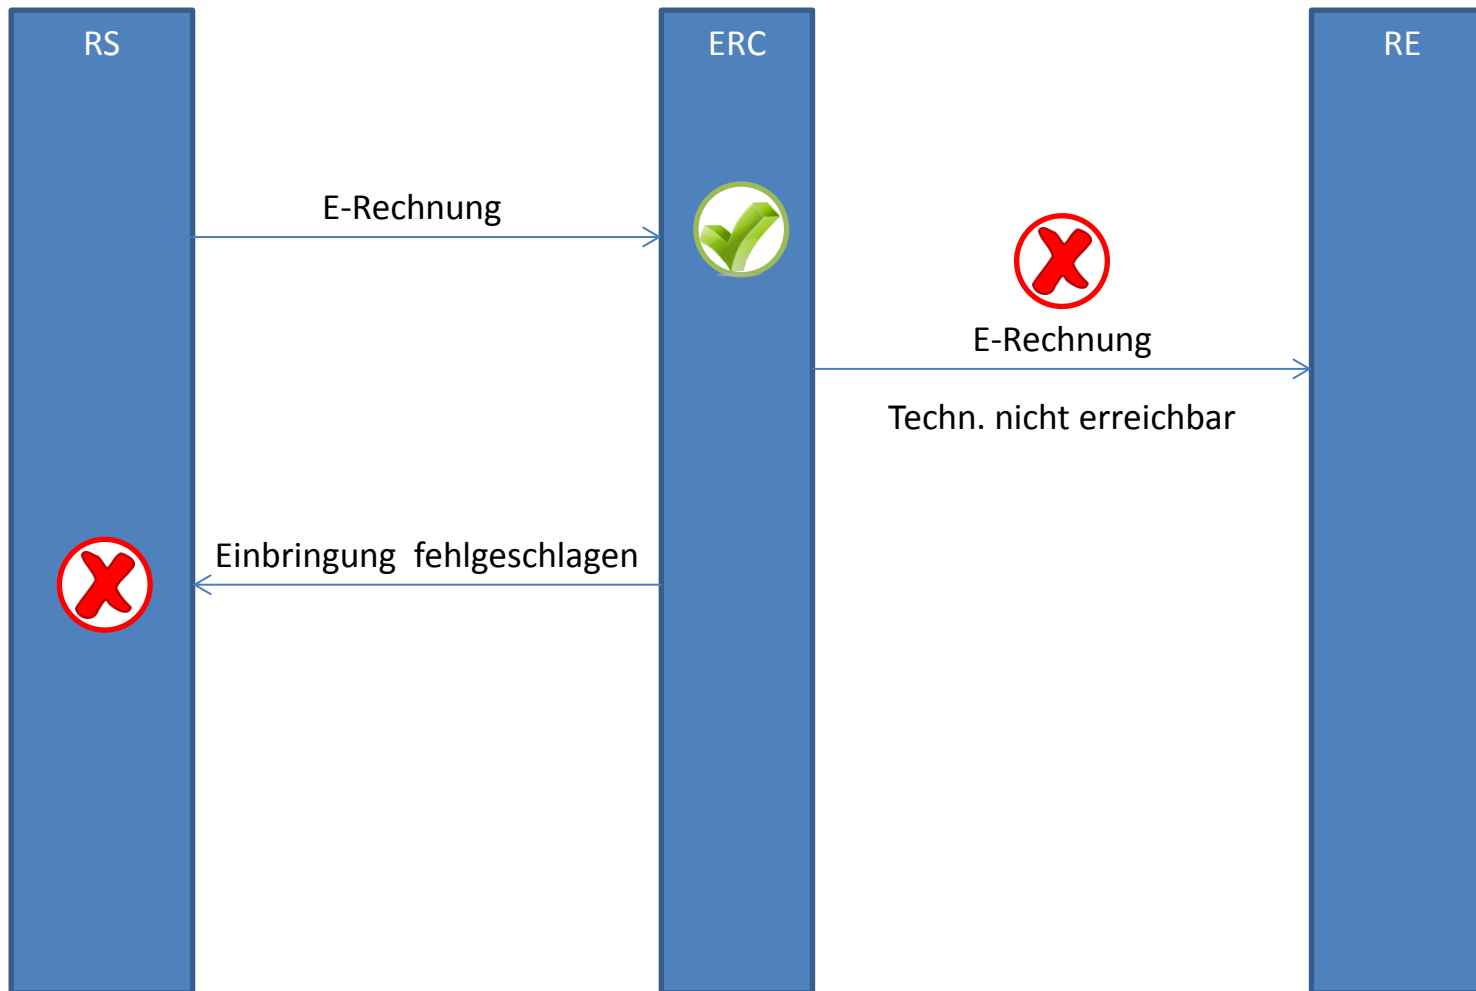 RS
ERC
RE
E-Rechnung
E-Rechnung
Techn. nicht erreichbar
Einbringung  fehlgeschlagen